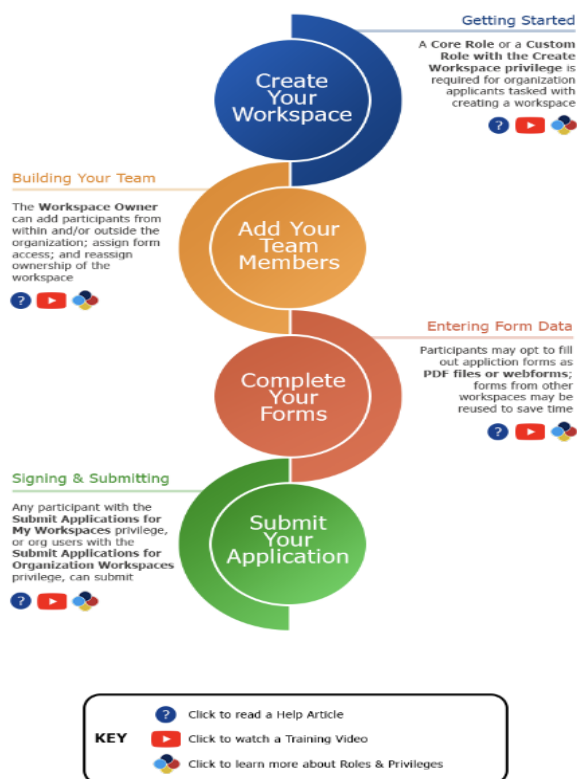 Getting Started
A Core Role or a Custom
Role with the Create
Workspace privilege is
required for organization
applicants tasked with
creating a workspace
?
Create
Your
Workspace
Building Your Team
The Workspace Owner
can add participants from
within and/or outside the
organization; assign form
access; and reassign
ownership of the
workspace
?
Add Your
Team
Members
Entering Form Data
Participants may opt to fill
out appliction forms as
PDF files or webforms;
forms from other
workspaces may be
reused to save time
?
Complete
Your
Forms
Signing & Submitting
Any participant with the
Submit Applications for
My Workspaces privilege,
or org users with the
Submit Applications for
Organization Workspaces
privilege, can submit
?
Submit
Your
Application
KEY
? Click to read a Help Article
Click to watch a Training Video
Click to learn more about Roles & Privileges